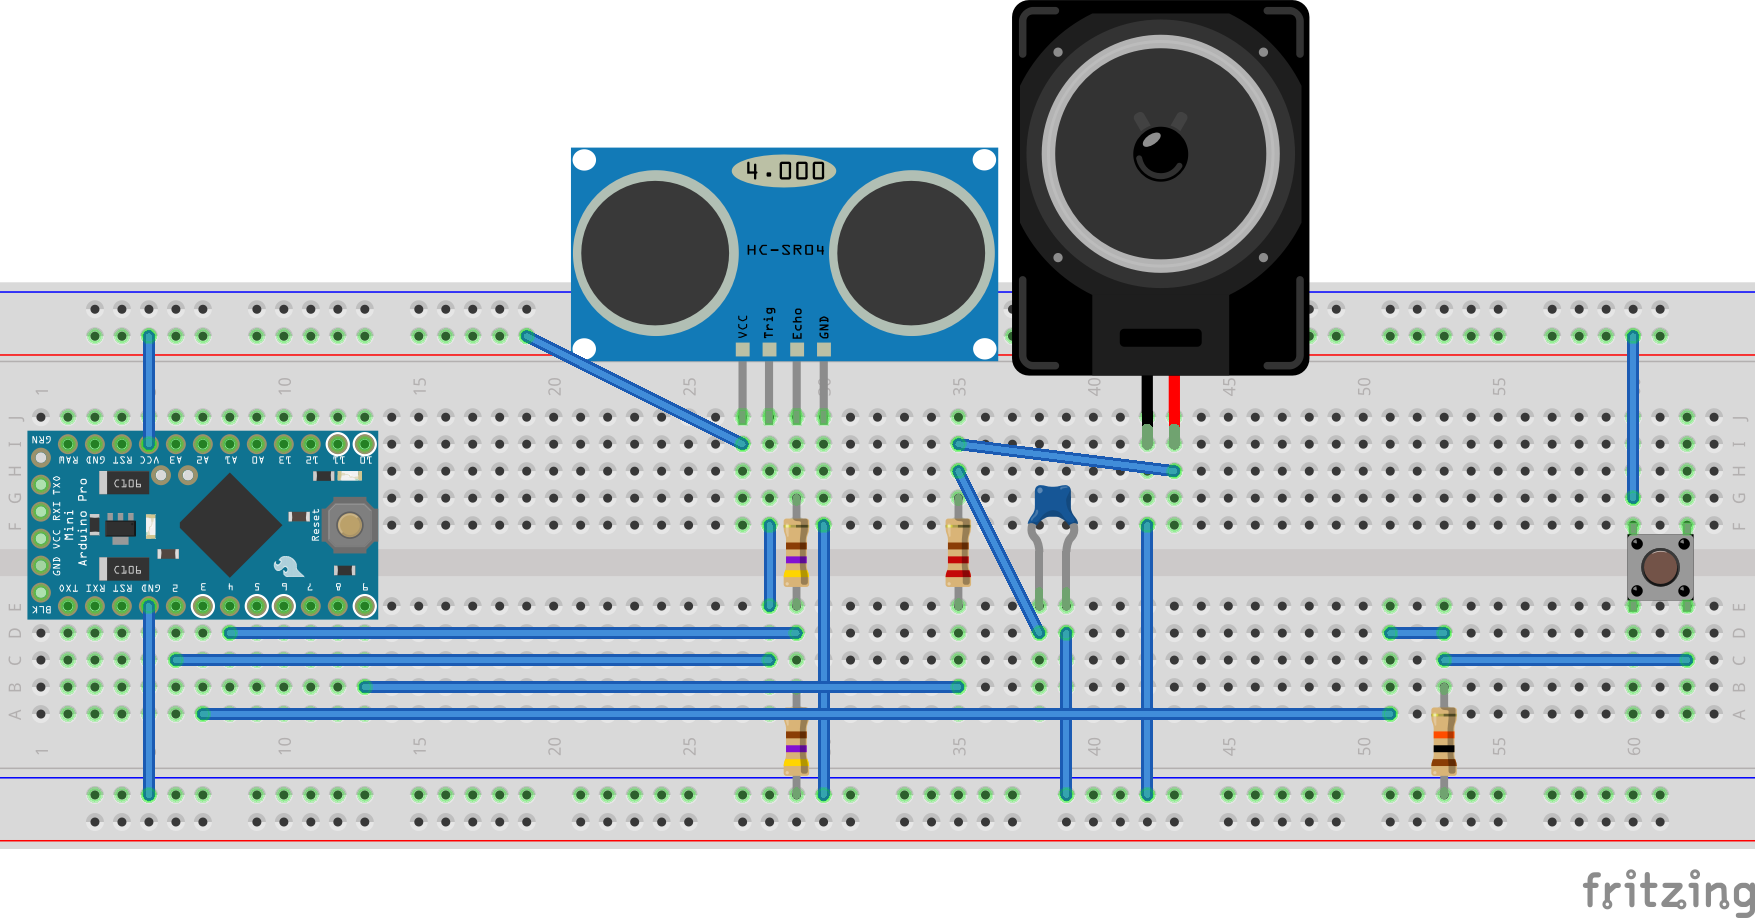 4.000
HC-SR04
VCC
Trig
Echo
GND
1
10
15
20
25
30
35
40
45
50
55
60
J
I
H
G
F
J
I
H
G
F
GRN
RAW
GND
RST
VCC
A3
A2
A1
A0
13
12
11
10
C106
GND VCC RXI TXO
Arduino Pro
Mini
Reset
C106
BLK
TXO
RXI
RST
GND
2
3
4
5
6
7
8
9
E
D
C
B
A
E
D
C
B
A
1
10
15
20
25
35
40
45
50
55
60
fritzing